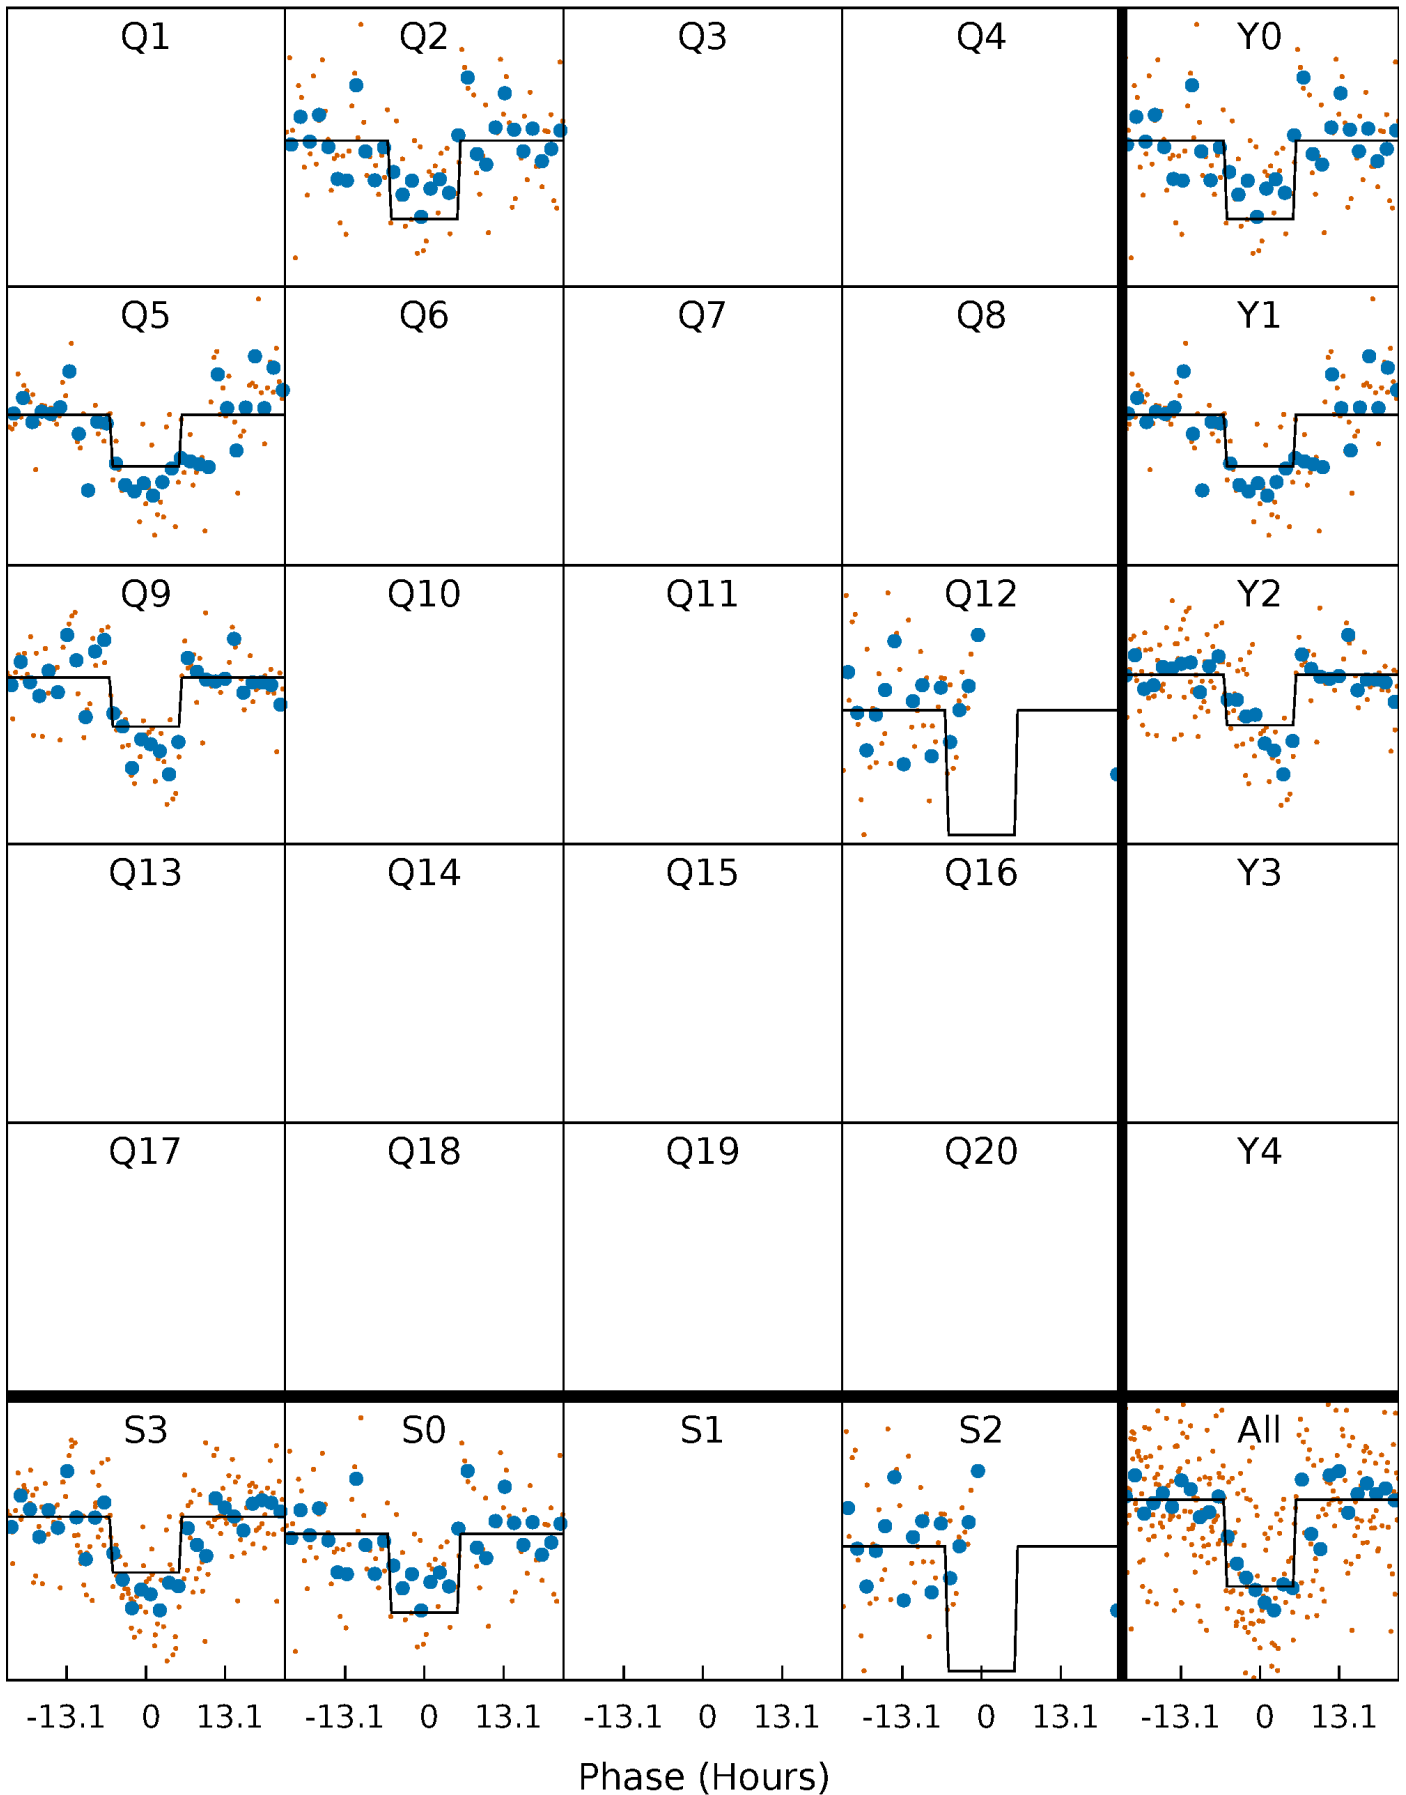 Q1 Q2 Q3 Q4 Y0
Q5 Q6 Q7 Q8 Y1
Q9 Q10 Q11 Q12 Y2
Q13 Q14 Q15 Q16 Y3
Q17 Q18 Q19 Q20 Y4
S3 S0 S1 S2 All
-13.1 0 13.1 -13.1 0 13.1 -13.1 0 13.1 -13.1 0 13.1 -13.1 0 13.1
Phase (Hours)